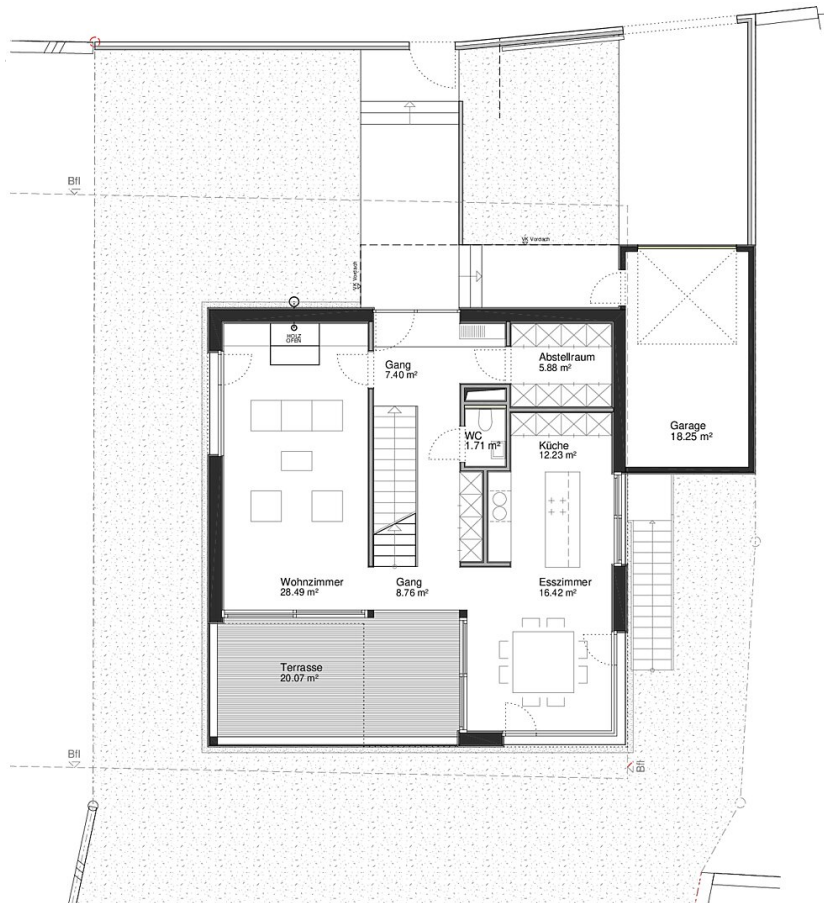 Bfl
VK Vordach
VK Vordach
HOLZ
OFEN
Gang
7.40 m²
Abstellraum
5.88 m²
Garage
18.25 m²
WC
1.71 m²
Küche
12.23 m²
Wohnzimmer
28.49 m²
Gang
8.76 m²
Esszimmer
16.42 m²
Terrasse
20.07 m²
Bfl
Bfl